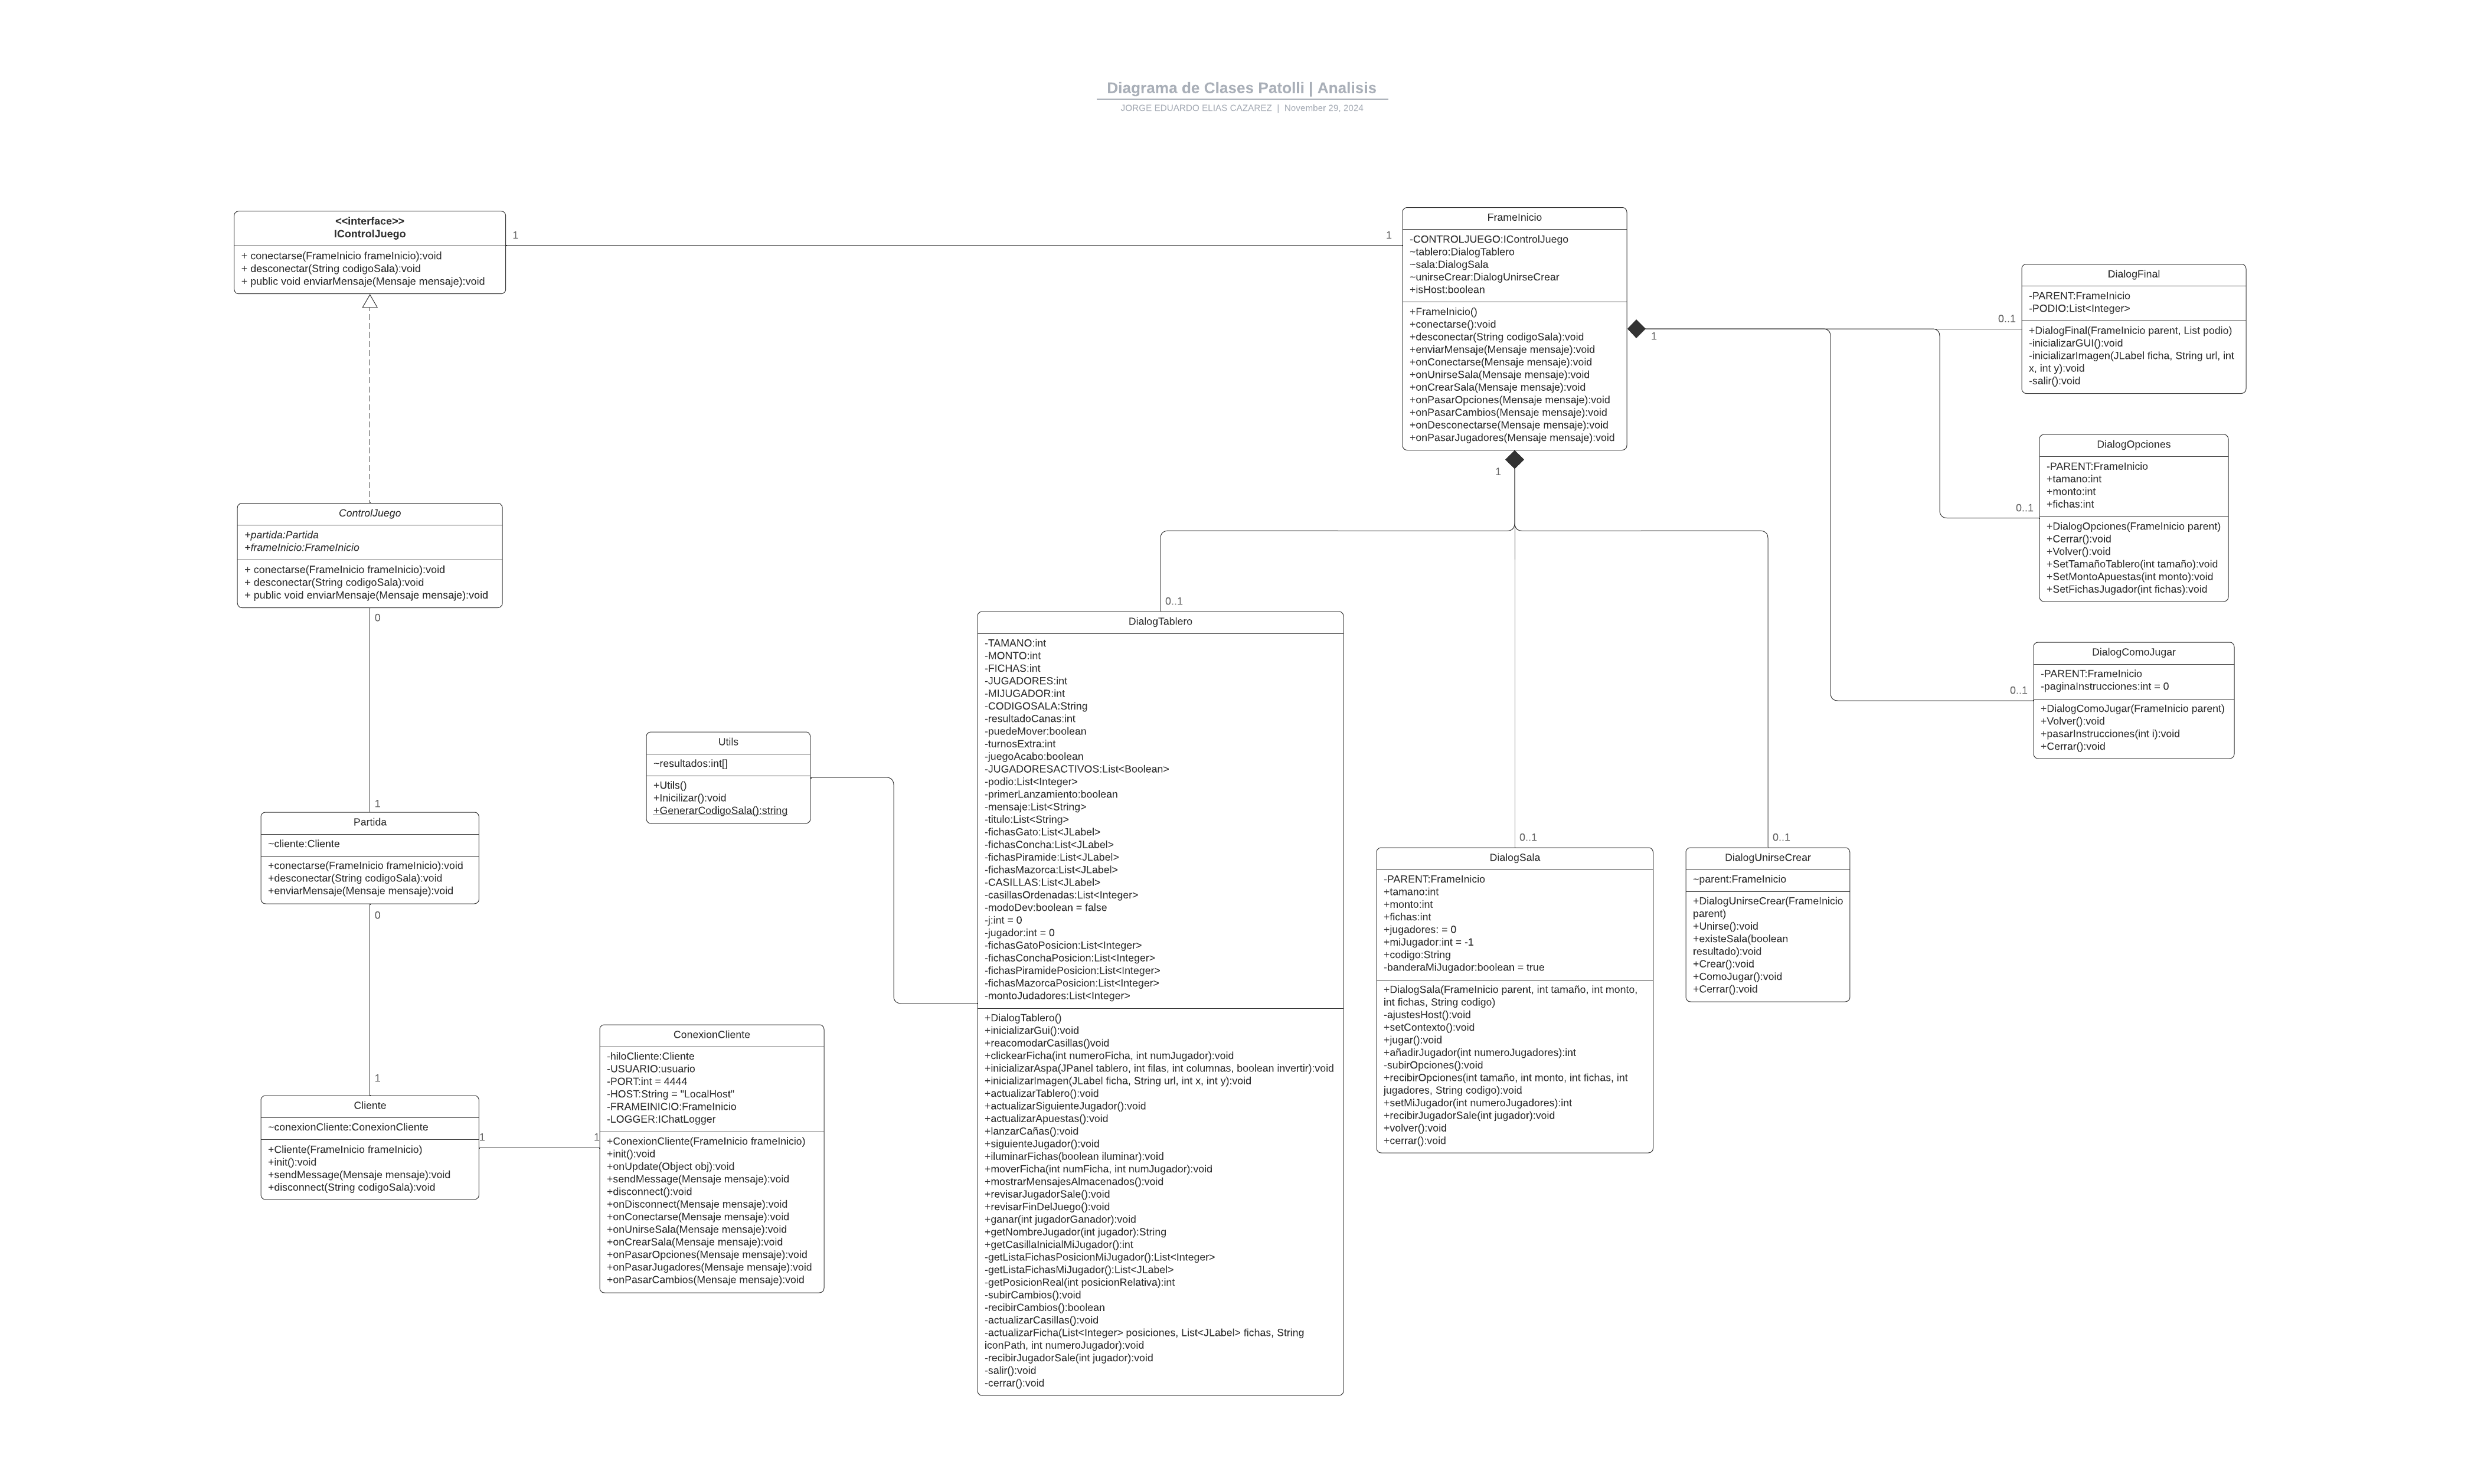 Diagrama de Clases Patolli | Analisis
JORGE EDUARDO ELIAS CAZAREZ | November 29, 2024
<<interface>>
IControlJuego
+ conectarse(FrameInicio frameInicio):void
+ desconectar(String codigoSala):void
+ public void enviarMensaje(Mensaje mensaje):void
1
1
FrameInicio
-CONTROLJUEGO:IControlJuego
~tablero:DialogTablero
~sala:DialogSala
~unirseCrear:DialogUnirseCrear
+isHost:boolean
+FrameInicio()
+conectarse():void
+desconectar(String codigoSala):void
+enviarMensaje(Mensaje mensaje):void
+onConectarse(Mensaje mensaje):void
+onUnirseSala(Mensaje mensaje):void
+onCrearSala(Mensaje mensaje):void
+onPasarOpciones(Mensaje mensaje):void
+onPasarCambios(Mensaje mensaje):void
+onDesconectarse(Mensaje mensaje):void
+onPasarJugadores(Mensaje mensaje):void
1
1
0..1
DialogFinal
-PARENT:FrameInicio
-PODIO:List<Integer>
+DialogFinal(FrameInicio parent, List podio)
-inicializarGUI():void
-inicializarImagen(JLabel ficha, String url, int
x, int y):void
-salir():void
0..1
DialogOpciones
-PARENT:FrameInicio
+tamano:int
+monto:int
+fichas:int
+DialogOpciones(FrameInicio parent)
+Cerrar():void
+Volver():void
+SetTamañoTablero(int tamaño):void
+SetMontoApuestas(int monto):void
+SetFichasJugador(int fichas):void
0..1
DialogComoJugar
-PARENT:FrameInicio
-paginaInstrucciones:int = 0
+DialogComoJugar(FrameInicio parent)
+Volver():void
+pasarInstrucciones(int i):void
+Cerrar():void
ControlJuego
+partida:Partida
+frameInicio:FrameInicio
+ conectarse(FrameInicio frameInicio):void
+ desconectar(String codigoSala):void
+ public void enviarMensaje(Mensaje mensaje):void
0
1
Partida
~cliente:Cliente
+conectarse(FrameInicio frameInicio):void
+desconectar(String codigoSala):void
+enviarMensaje(Mensaje mensaje):void
0
1
Cliente
~conexionCliente:ConexionCliente
+Cliente(FrameInicio frameInicio)
+init():void
+sendMessage(Mensaje mensaje):void
+disconnect(String codigoSala):void
1
1
ConexionCliente
-hiloCliente:Cliente
-USUARIO:usuario
-PORT:int = 4444
-HOST:String = "LocalHost"
-FRAMEINICIO:FrameInicio
-LOGGER:IChatLogger
+ConexionCliente(FrameInicio frameInicio)
+init():void
+onUpdate(Object obj):void
+sendMessage(Mensaje mensaje):void
+disconnect():void
+onDisconnect(Mensaje mensaje):void
+onConectarse(Mensaje mensaje):void
+onUnirseSala(Mensaje mensaje):void
+onCrearSala(Mensaje mensaje):void
+onPasarOpciones(Mensaje mensaje):void
+onPasarJugadores(Mensaje mensaje):void
+onPasarCambios(Mensaje mensaje):void
Utils
~resultados:int[]
+Utils()
+Inicilizar():void
+GenerarCodigoSala():string
0..1
DialogTablero
-TAMANO:int
-MONTO:int
-FICHAS:int
-JUGADORES:int
-MIJUGADOR:int
-CODIGOSALA:String
-resultadoCanas:int
-puedeMover:boolean
-turnosExtra:int
-juegoAcabo:boolean
-JUGADORESACTIVOS:List<Boolean>
-podio:List<Integer>
-primerLanzamiento:boolean
-mensaje:List<String>
-titulo:List<String>
-fichasGato:List<JLabel>
-fichasConcha:List<JLabel>
-fichasPiramide:List<JLabel>
-fichasMazorca:List<JLabel>
-CASILLAS:List<JLabel>
-casillasOrdenadas:List<Integer>
-modoDev:boolean = false
-j:int = 0
-jugador:int = 0
-fichasGatoPosicion:List<Integer>
-fichasConchaPosicion:List<Integer>
-fichasPiramidePosicion:List<Integer>
-fichasMazorcaPosicion:List<Integer>
-montoJudadores:List<Integer>
+DialogTablero()
+inicializarGui():void
+reacomodarCasillas()void
+clickearFicha(int numeroFicha, int numJugador):void
+inicializarAspa(JPanel tablero, int filas, int columnas, boolean invertir):void
+inicializarImagen(JLabel ficha, String url, int x, int y):void
+actualizarTablero():void
+actualizarSiguienteJugador():void
+actualizarApuestas():void
+lanzarCañas():void
+siguienteJugador():void
+iluminarFichas(boolean iluminar):void
+moverFicha(int numFicha, int numJugador):void
+mostrarMensajesAlmacenados():void
+revisarJugadorSale():void
+revisarFinDelJuego():void
+ganar(int jugadorGanador):void
+getNombreJugador(int jugador):String
+getCasillaInicialMiJugador():int
-getListaFichasPosicionMiJugador():List<Integer>
-getListaFichasMiJugador():List<JLabel>
-getPosicionReal(int posicionRelativa):int
-subirCambios():void
-recibirCambios():boolean
-actualizarCasillas():void
-actualizarFicha(List<Integer> posiciones, List<JLabel> fichas, String
iconPath, int numeroJugador):void
-recibirJugadorSale(int jugador):void
-salir():void
-cerrar():void
0..1
DialogSala
-PARENT:FrameInicio
+tamano:int
+monto:int
+fichas:int
+jugadores: = 0
+miJugador:int = -1
+codigo:String
-banderaMiJugador:boolean = true
+DialogSala(FrameInicio parent, int tamaño, int monto,
int fichas, String codigo)
-ajustesHost():void
+setContexto():void
+jugar():void
+añadirJugador(int numeroJugadores):int
-subirOpciones():void
+recibirOpciones(int tamaño, int monto, int fichas, int
jugadores, String codigo):void
+setMiJugador(int numeroJugadores):int
+recibirJugadorSale(int jugador):void
+volver():void
+cerrar():void
0..1
DialogUnirseCrear
~parent:FrameInicio
+DialogUnirseCrear(FrameInicio
parent)
+Unirse():void
+existeSala(boolean
resultado):void
+Crear():void
+ComoJugar():void
+Cerrar():void